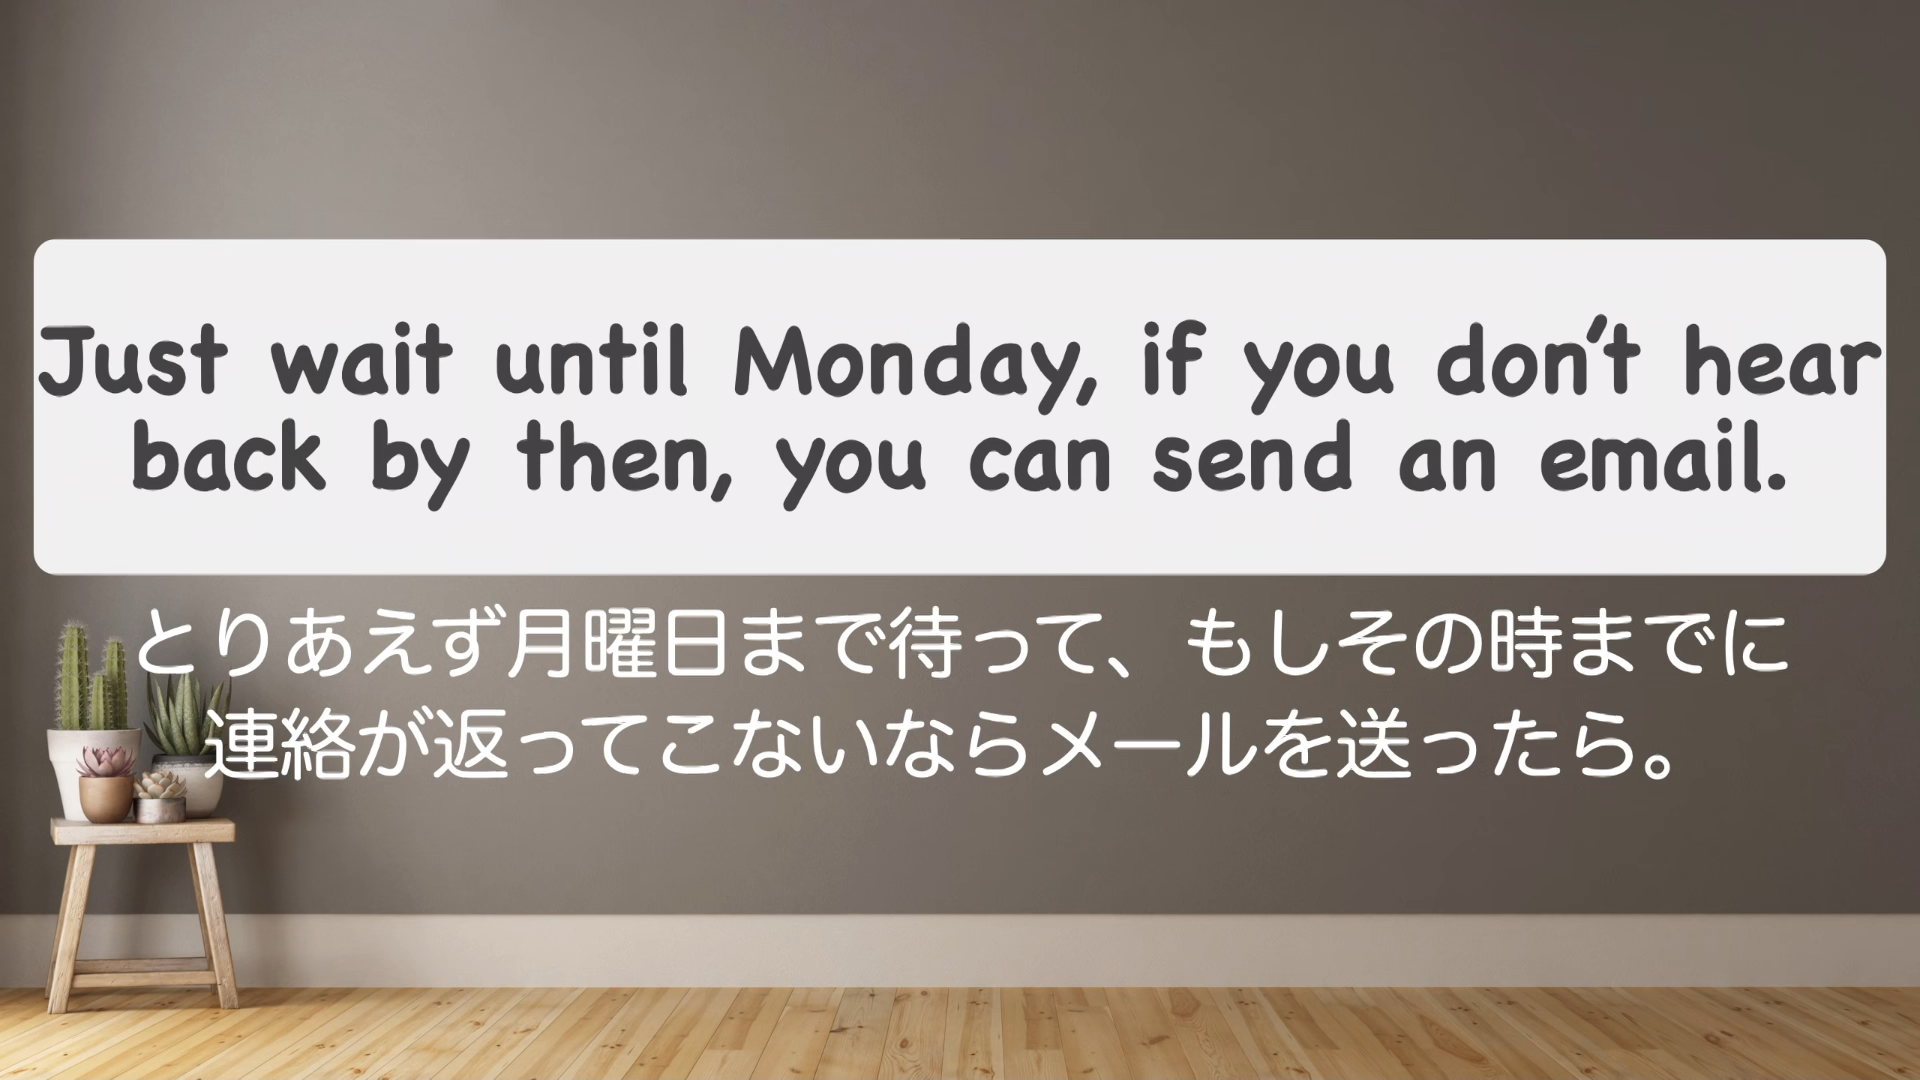 Just wait until Monday, if you don't hear
back by then, you can send an email.
とりあえず月曜日まで待って、もしその時までに
連絡が返ってこないならメールを送ったら。